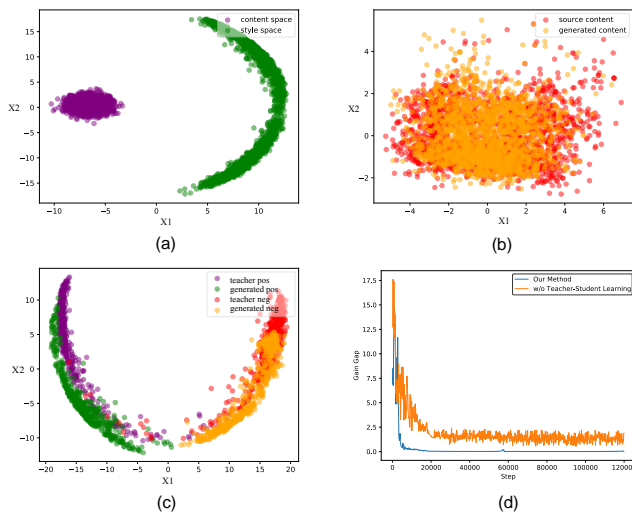 content space
style space
X2
15
10
5
0
−5
−10
−15
−10
−5
0
5
10
X1
(a)
source content
generated content
X2
4
2
0
−2
−4
−2
0
2
4
6
X1
(b)
teacher pos
generated pos
teacher neg
generated neg
X2
10
5
0
−5
−10
−20
−15
−10
−5
0
5
10
15
20
X1
(c)
Our Method
w/o Teacher-Student Learning
Gain Gap
17.5
15.0
12.5
10.0
7.5
5.0
2.5
0.0
0
20000
40000
60000
80000
100000
12000
Step
(d)